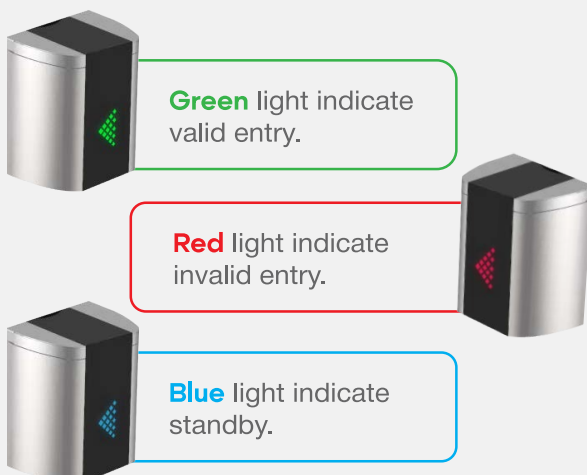 Green light indicate
valid entry.
Red light indicate
invalid entry.
Blue light indicate
standby.